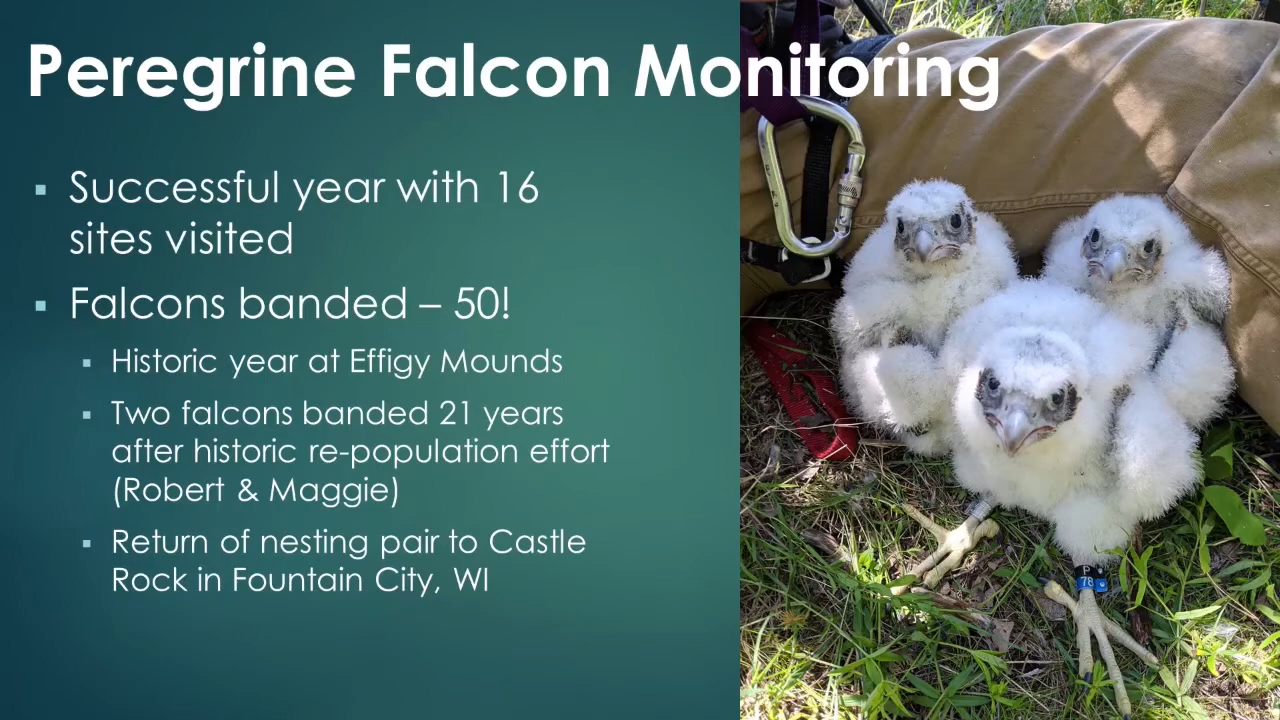 Peregrine Falcon Monitoring
Successful year with 16
sites visited
Falcons banded – 50!
Historic year at Effigy Mounds
Two falcons banded 21 years
after historic re-population effort
(Robert & Maggie)
Return of nesting pair to Castle
Rock in Fountain City, WI
P
78